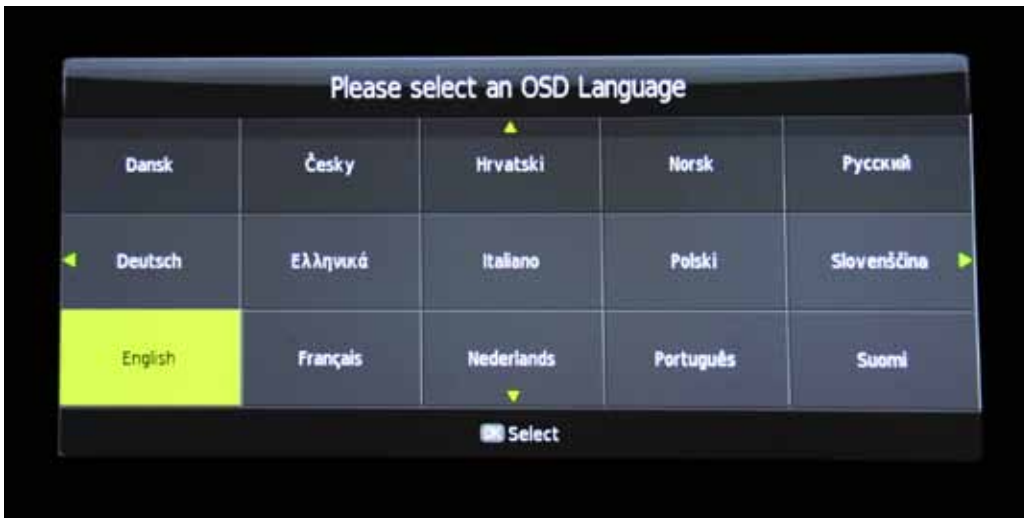 Please select an OSD Language
Dansk Česky Hrvatski Norsk Русский
Deutsch Ελληνικά Italiano Polski Slovenščina
English Français Nederlands Português Suomi
OK Select